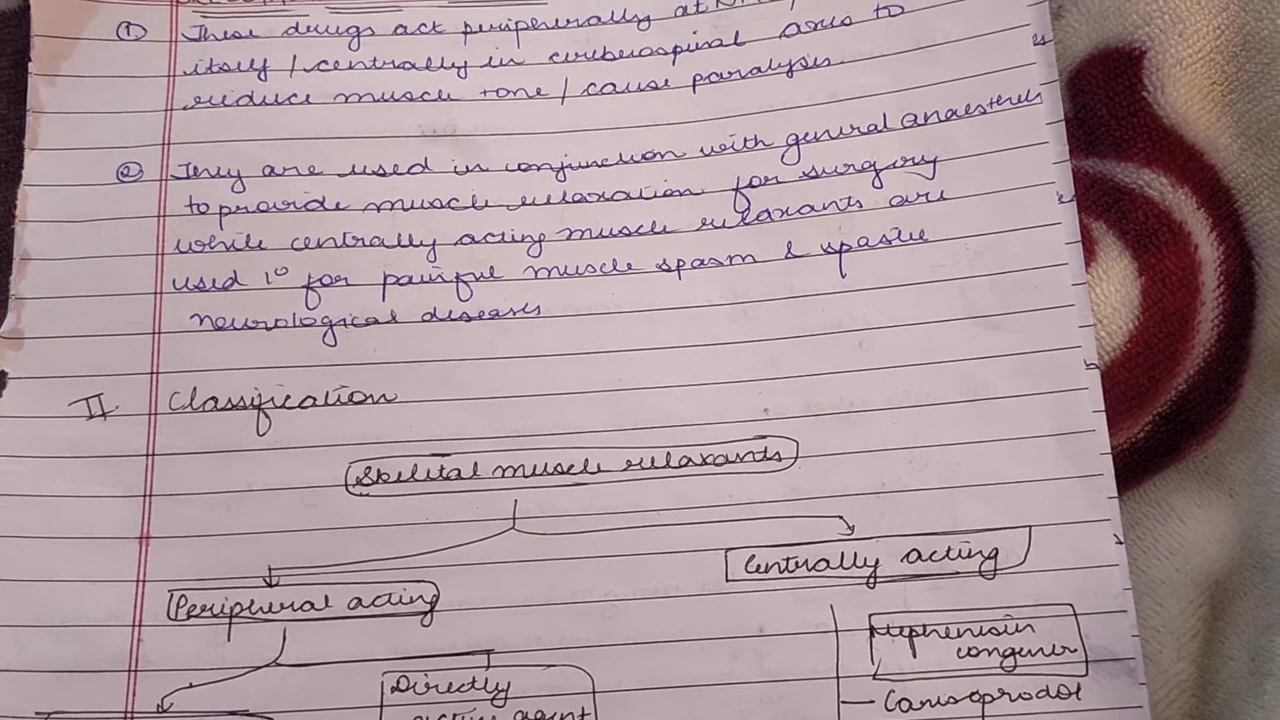 ① These drugs act peripherally at
itself / centrally in cerebrospinal axis to
reduce muscle tone / cause paralysis.
② They are used in conjunction with general anaesthetics
to provide muscle relaxation for surgery
while centrally acting muscle relaxants are
used 1° for painful muscle spasm & spastic
neurological diseases
II. Classification
Skelital muscle relaxants
Centrally acting
Peripheral acting
Mephenisin
congener
Directly
Carisoprodol